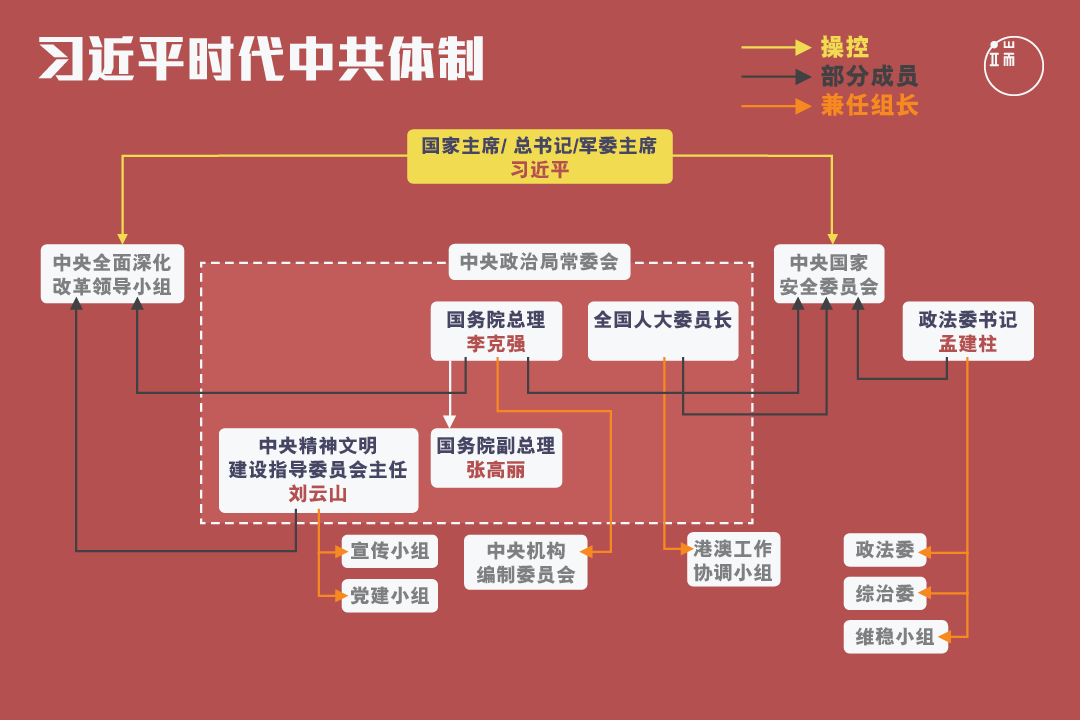 习近平时代中共体制
操控
部分成员
兼任组长
端
国家主席/ 总书记/军委主席
习近平
中央全面深化
改革领导小组
中央政治局常委会
中央国家
安全委员会
国务院总理
李克强
全国人大委员长
政法委书记
孟建柱
中央精神文明
建设指导委员会主任
刘云山
国务院副总理
张高丽
宣传小组
党建小组
中央机构
编制委员会
港澳工作
协调小组
政法委
综治委
维稳小组